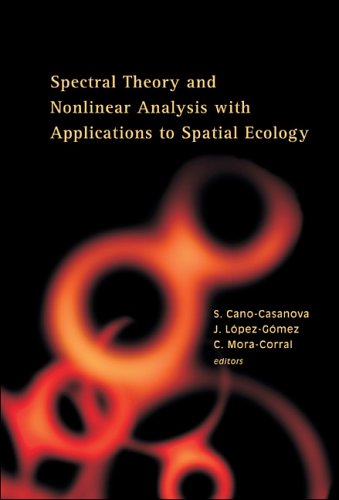 Spectral Theory and
Nonlinear Analysis with
Applications to Spatial Ecology
S. Cano-Casanova
J. López-Gómez
C. Mora-Corral
editors